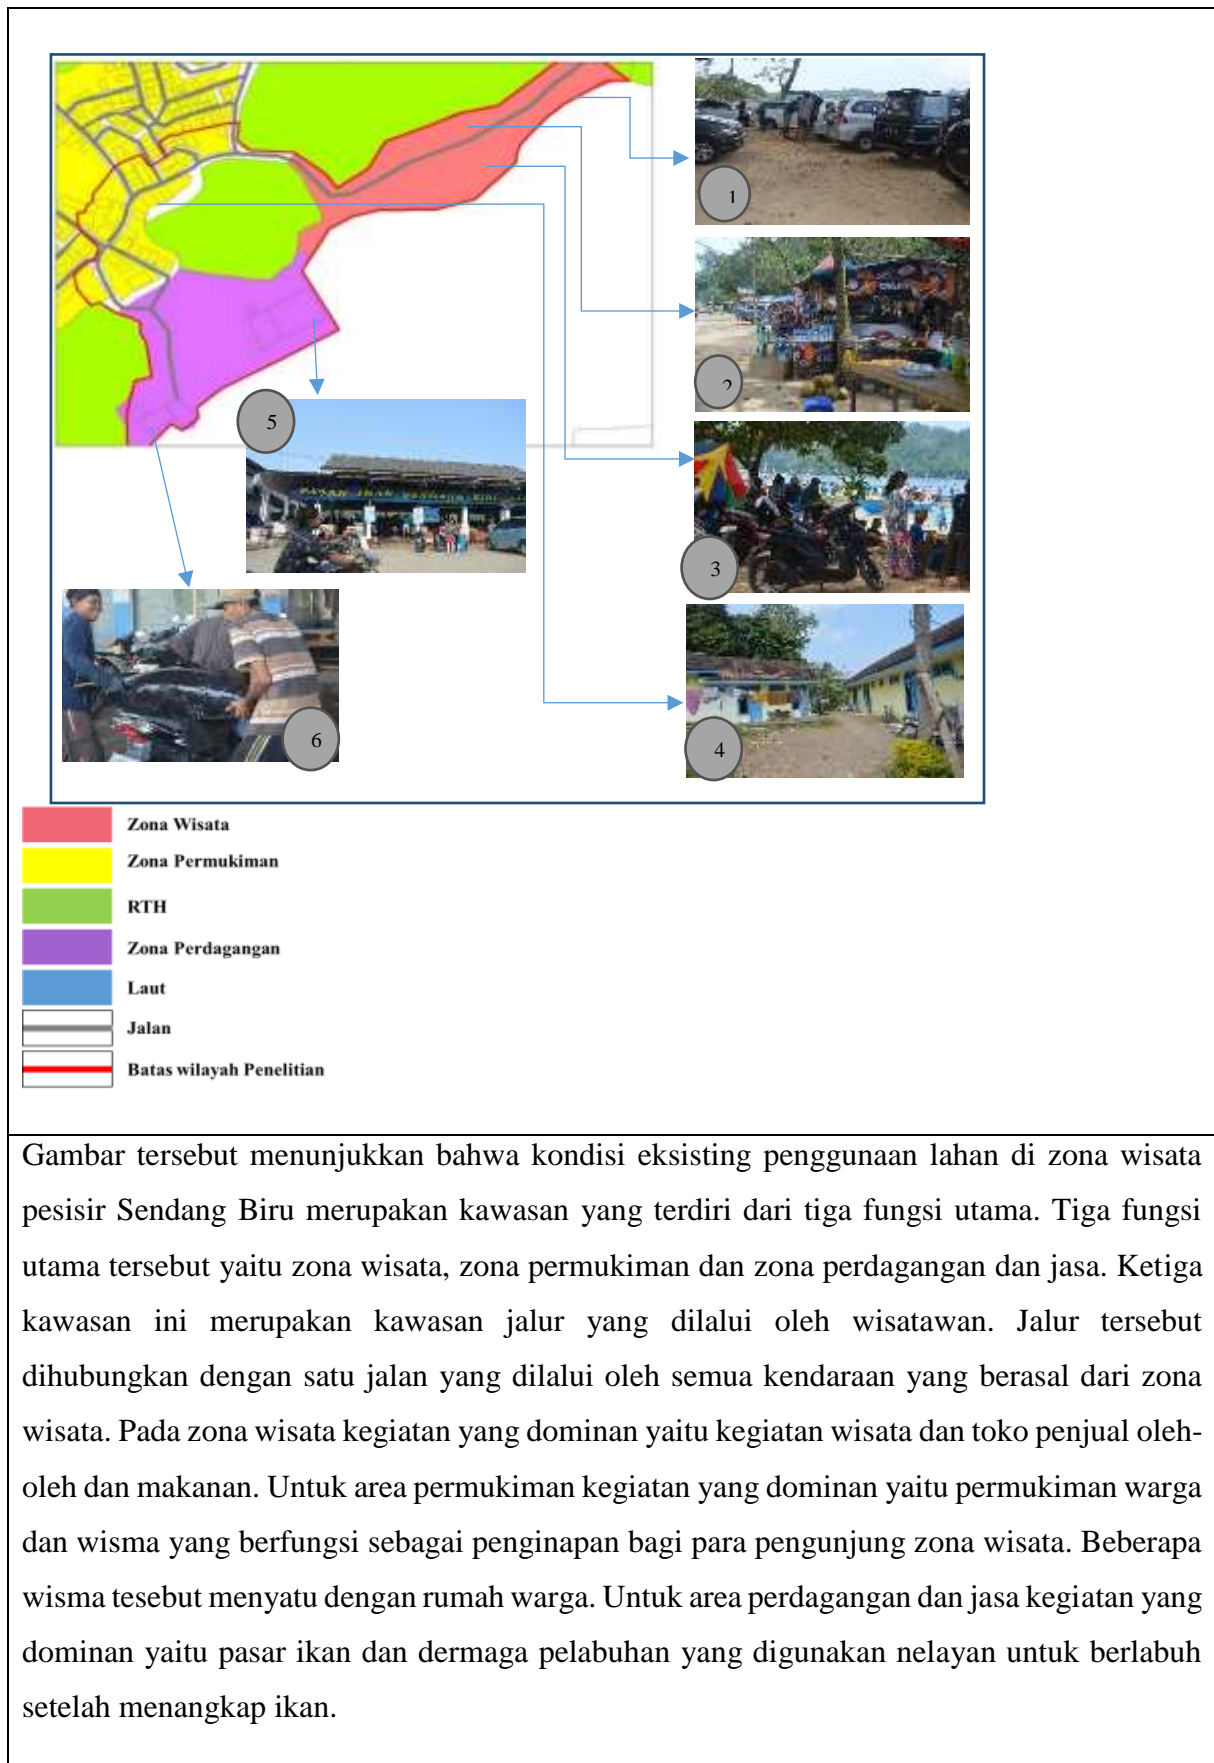 1
2
5
3
6
4
Zona Wisata
Zona Permukiman
RTH
Zona Perdagangan
Laut
Jalan
Batas wilayah Penelitian
Gambar tersebut menunjukkan bahwa kondisi eksisting penggunaan lahan di zona wisata
pesisir Sendang Biru merupakan kawasan yang terdiri dari tiga fungsi utama. Tiga fungsi
utama tersebut yaitu zona wisata, zona permukiman dan zona perdagangan dan jasa. Ketiga
kawasan ini merupakan kawasan jalur yang dilalui oleh wisatawan. Jalur tersebut
dihubungkan dengan satu jalan yang dilalui oleh semua kendaraan yang berasal dari zona
wisata. Pada zona wisata kegiatan yang dominan yaitu kegiatan wisata dan toko penjual oleh-
oleh dan makanan. Untuk area permukiman kegiatan yang dominan yaitu permukiman warga
dan wisma yang berfungsi sebagai penginapan bagi para pengunjung zona wisata. Beberapa
wisma tesebut menyatu dengan rumah warga. Untuk area perdagangan dan jasa kegiatan yang
dominan yaitu pasar ikan dan dermaga pelabuhan yang digunakan nelayan untuk berlabuh
setelah menangkap ikan.